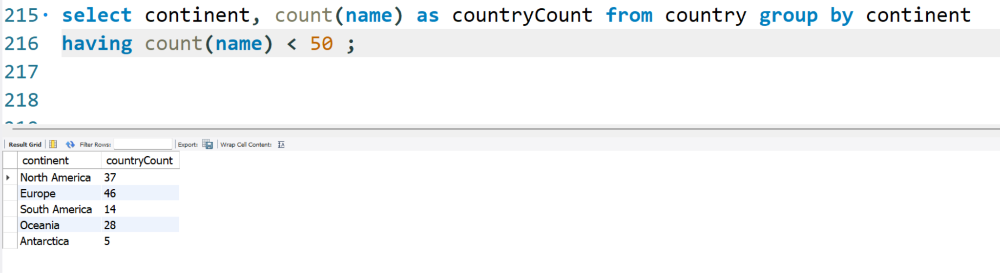 215 select continent, count(name) as countryCount from country group by continent
216 having count(name) < 50 ;
217
218
Result Grid Filter Rows: Export: Wrap Cell Content:
continent countryCount
North America 37
Europe 46
South America 14
Oceania 28
Antarctica 5